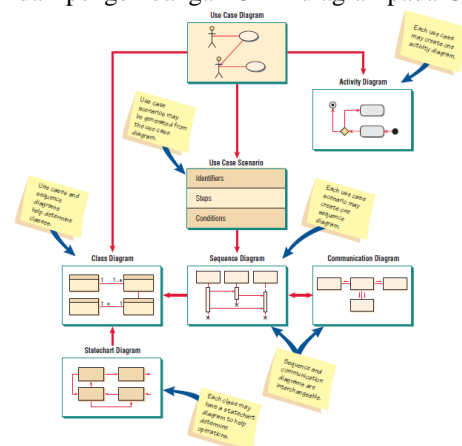 Use Case Diagram
Each use case
may create one
activity diagram.
Activity Diagram
Use case
scenarios may
be generated from
the use case
diagram.
Use Case Scenario
Identifiers
Steps
Conditions
Use cases and
sequence
diagrams
help determine
classes.
Each use case
scenario may
create one
sequence
diagram.
Class Diagram
Sequence Diagram
Communication Diagram
1 1..*
* 1
Statechart Diagram
Sequence and
communication
diagrams are
interchangeable.
Each class may
have a statechart
diagram to help
determine
operations.